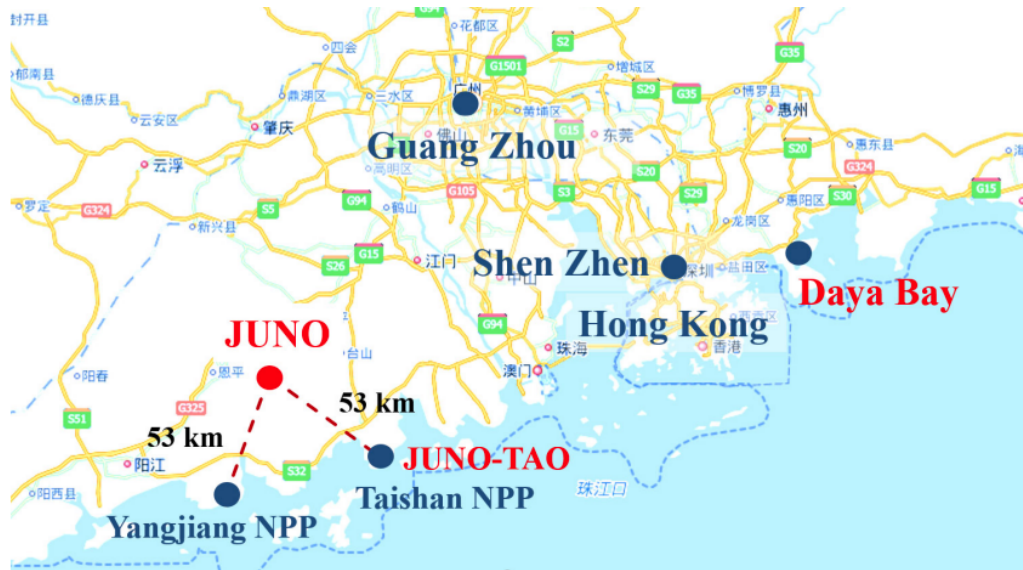 封开县
G94
花都区
四会
S2
G35
G1501
增城区
郁南县
德庆县
鼎湖区
三水区
广州
S29
G35
博罗县
云安区
肇庆
黄埔区
惠州
佛山
G15
东莞
惠东县
Guang Zhou
S20
云浮
高明区
S20
G324
G105
S3
S29
G15
罗定
G324
S5
G94
鹤山
惠阳区
S30
新兴县
龙岗区
S26
G15
江门
Shen Zhen
深圳
盐田区
中山
Daya Bay
Hong Kong
西贡区
JUNO
G94
珠海
香港
台山
澳门
阳春
恩平
S51
G325
53 km
53 km
阳江
S32
JUNO-TAO
阳西县
Taishan NPP
珠江口
Yangjiang NPP